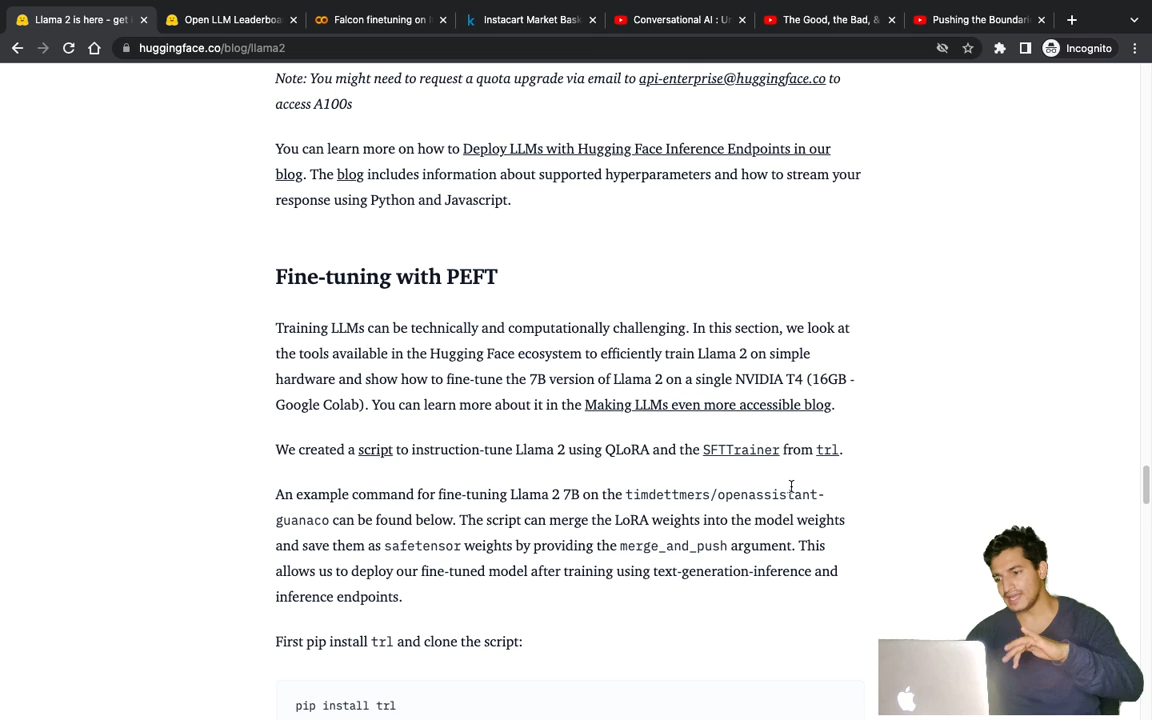 Llama 2 is here - get i
Open LLM Leaderboa
Falcon finetuning on
Instacart Market Bask
Conversational AI : Un
The Good, the Bad, &
Pushing the Boundari
huggingface.co/blog/llama2
Incognito
Note: You might need to request a quota upgrade via email to api-enterprise@huggingface.co to
access A100s
You can learn more on how to Deploy LLMs with Hugging Face Inference Endpoints in our
blog. The blog includes information about supported hyperparameters and how to stream your
response using Python and Javascript.
Fine-tuning with PEFT
Training LLMs can be technically and computationally challenging. In this section, we look at
the tools available in the Hugging Face ecosystem to efficiently train Llama 2 on simple
hardware and show how to fine-tune the 7B version of Llama 2 on a single NVIDIA T4 (16GB -
Google Colab). You can learn more about it in the Making LLMs even more accessible blog.
We created a script to instruction-tune Llama 2 using QLoRA and the SFTTrainer from trl.
An example command for fine-tuning Llama 2 7B on the timdettmers/openassistant-
guanaco can be found below. The script can merge the LoRA weights into the model weights
and save them as safetensor weights by providing the merge_and_push argument. This
allows us to deploy our fine-tuned model after training using text-generation-inference and
inference endpoints.
First pip install trl and clone the script:
pip install trl